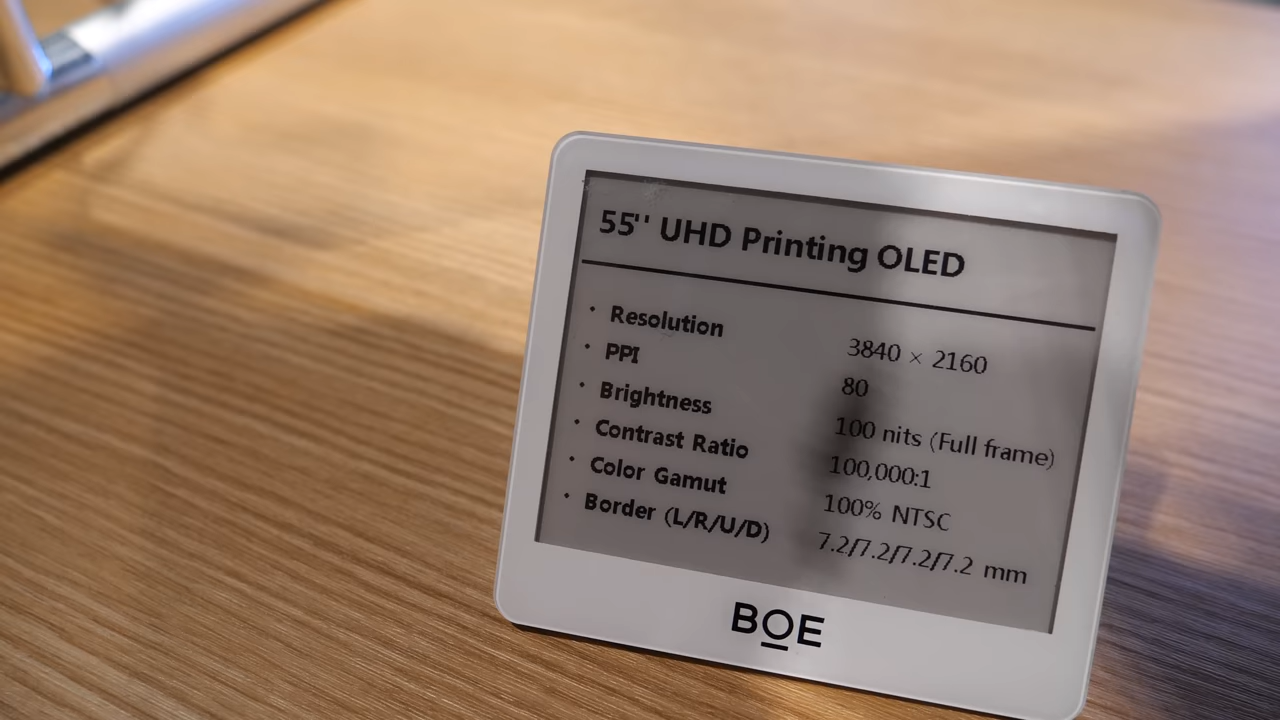 55'' UHD Printing OLED
· Resolution 3840 × 2160
· PPI 80
· Brightness 100 nits (Full frame)
· Contrast Ratio 100,000:1
· Color Gamut 100% NTSC
· Border (L/R/U/D) 7.2/7.2/7.2/7.2 mm
BOE